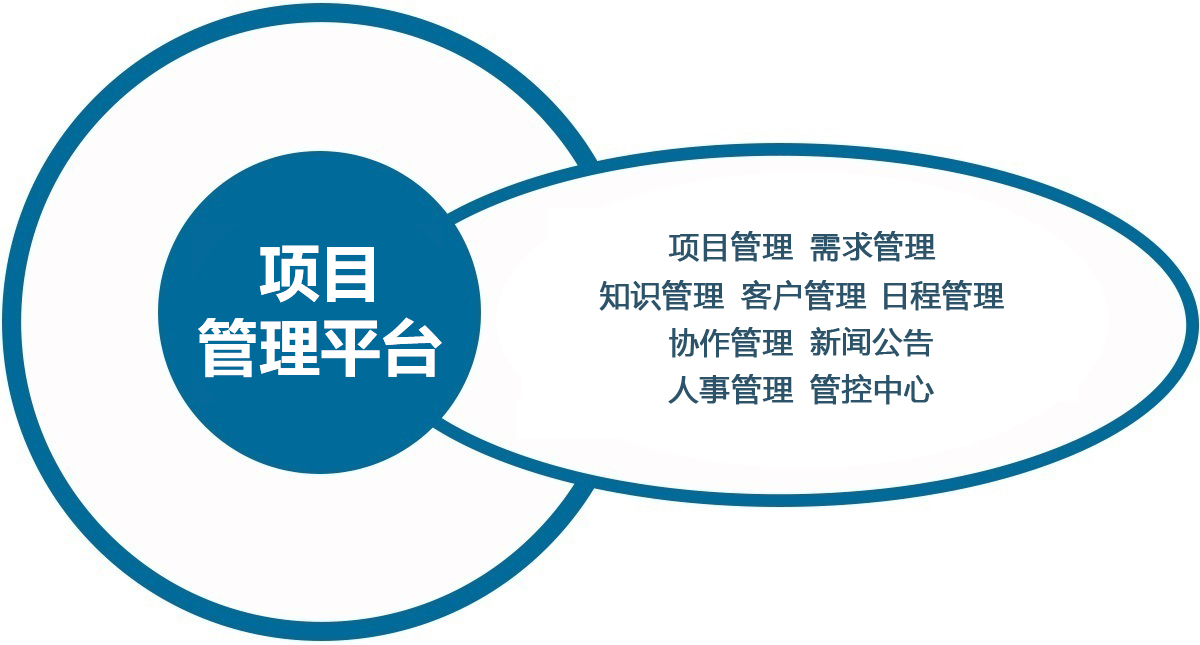 项目
管理平台
项目管理 需求管理
知识管理 客户管理 日程管理
协作管理 新闻公告
人事管理 管控中心